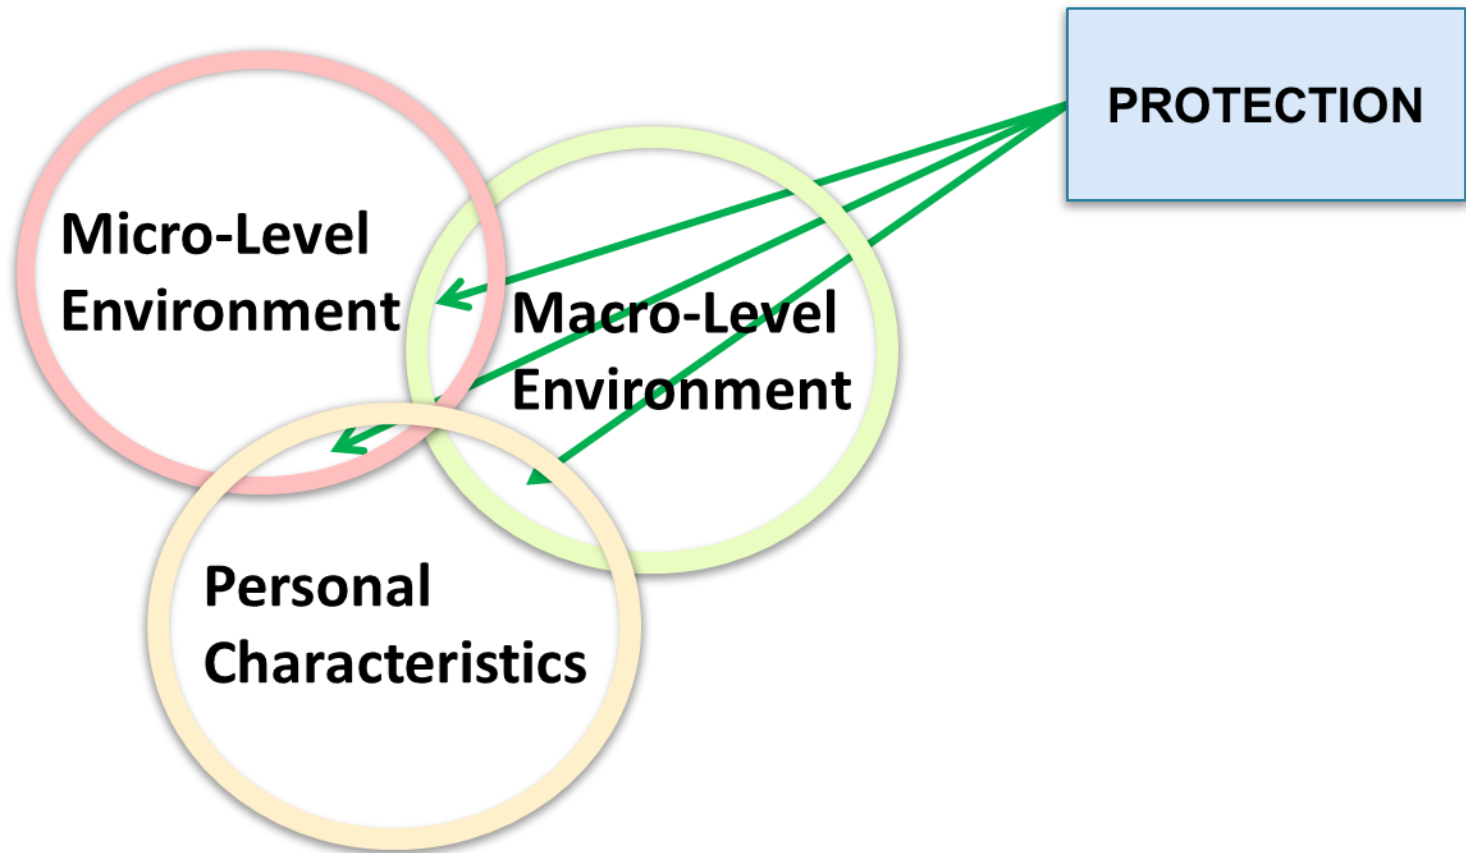 PROTECTION
Micro-Level
Environment
Macro-Level
Environment
Personal
Characteristics